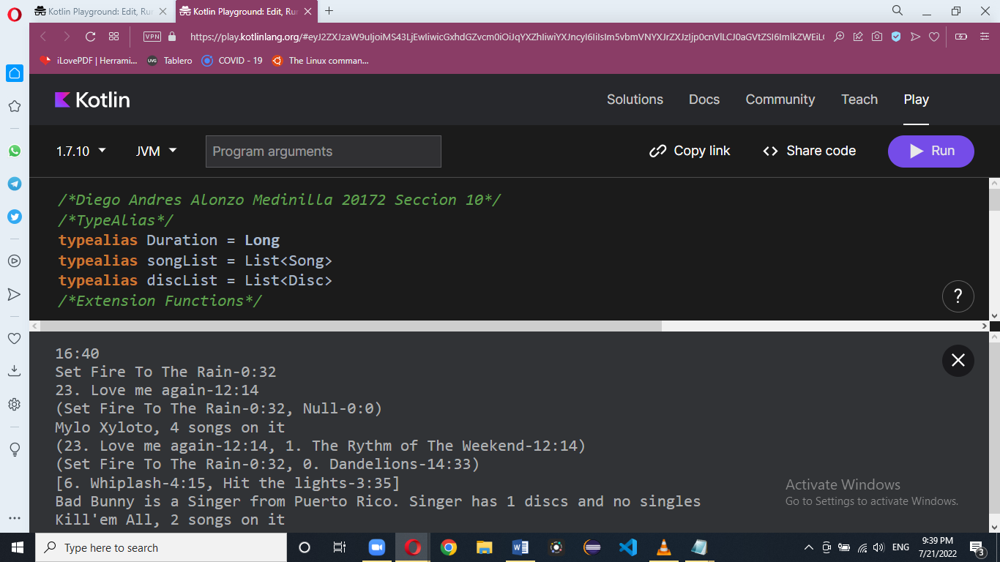 Kotlin Playground: Edit, Ru
Kotlin Playground: Edit, Ru
VPN
iLovePDF | Herrami...
UVG Tablero
COVID - 19
The Linux comman...
Kotlin
Solutions Docs Community Teach Play
1.7.10 JVM Program arguments Copy link Share code Run
/*Diego Andres Alonzo Medinilla 20172 Seccion 10*/
/*TypeAlias*/
typealias Duration = Long
typealias songList = List<Song>
typealias discList = List<Disc>
/*Extension Functions*/
?
16:40
Set Fire To The Rain-0:32
23. Love me again-12:14
(Set Fire To The Rain-0:32, Null-0:0)
Mylo Xyloto, 4 songs on it
(23. Love me again-12:14, 1. The Rythm of The Weekend-12:14)
(Set Fire To The Rain-0:32, 0. Dandelions-14:33)
[6. Whiplash-4:15, Hit the lights-3:35]
Bad Bunny is a Singer from Puerto Rico. Singer has 1 discs and no singles
Kill'em All, 2 songs on it
Activate Windows
Go to Settings to activate Windows.
Type here to search
ENG
9:39 PM
7/21/2022
3